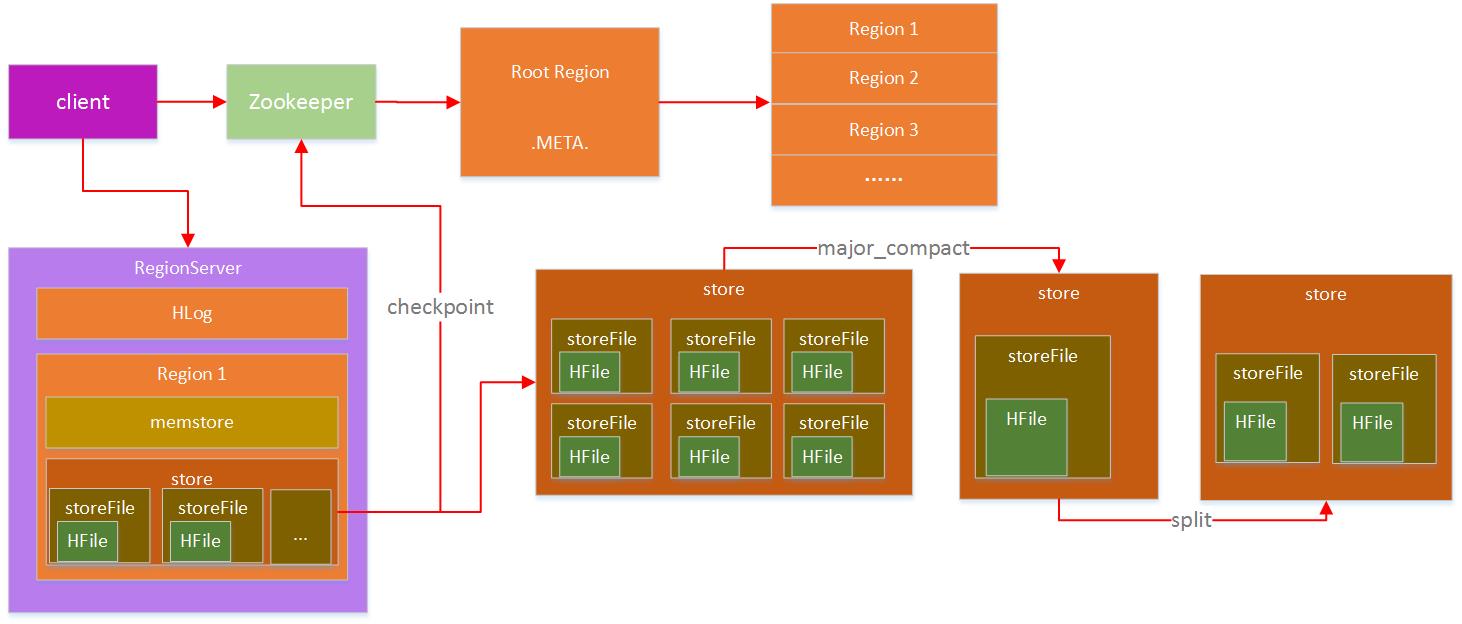 client
Zookeeper
Root Region
.META.
Region 1
Region 2
Region 3
......
RegionServer
HLog
Region 1
memstore
store
storeFile
HFile
storeFile
HFile
...
checkpoint
store
storeFile
HFile
storeFile
HFile
storeFile
HFile
storeFile
HFile
storeFile
HFile
storeFile
HFile
major_compact
store
storeFile
HFile
split
store
storeFile
HFile
storeFile
HFile